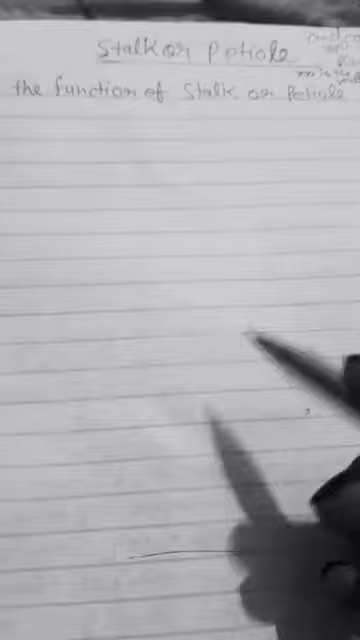 Stalk or Petiole
the function of Stalk or Petiole